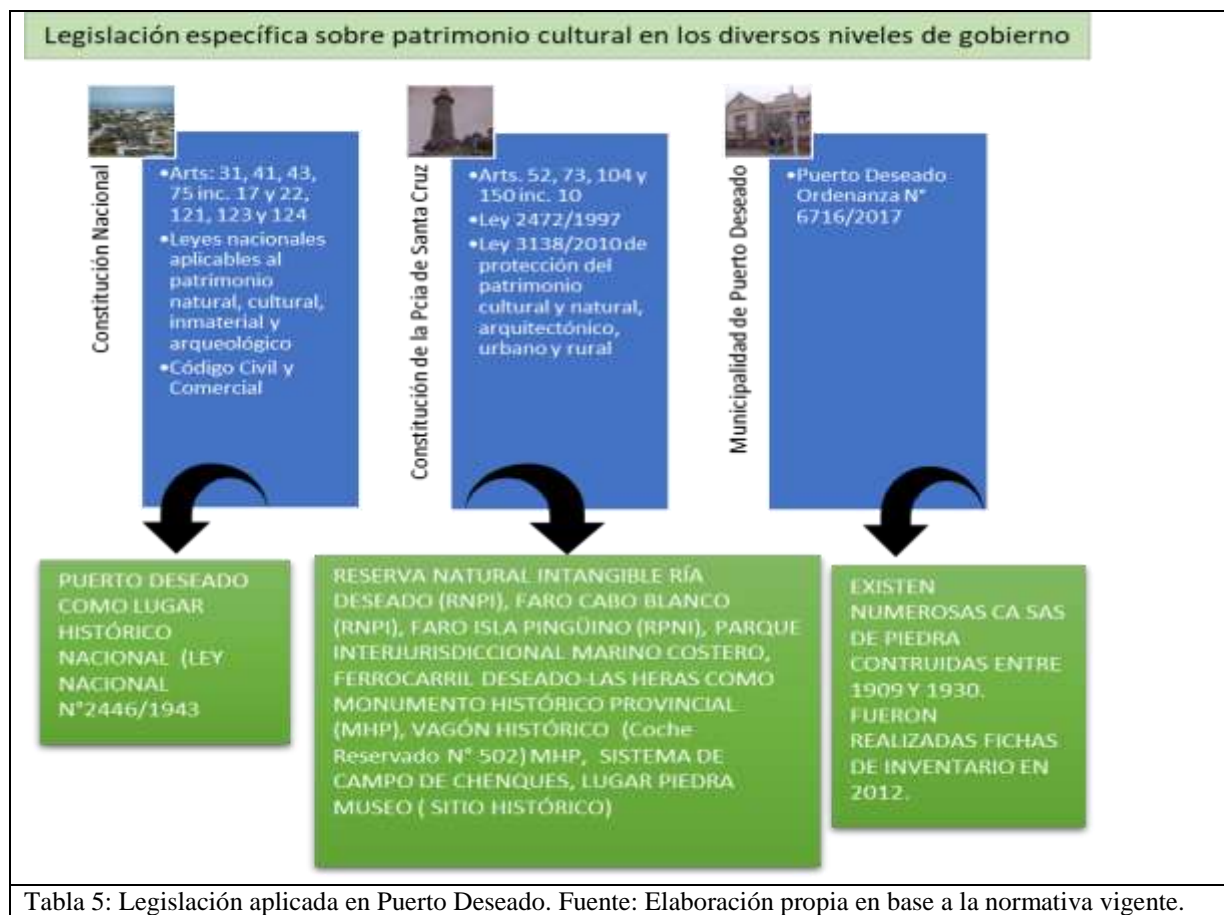 Legislación específica sobre patrimonio cultural en los diversos niveles de gobierno
Constitución Nacional
•Arts: 31, 41, 43,
75 inc. 17 y 22,
121, 123 y 124
•Leyes nacionales
aplicables al
patrimonio
natural, cultural,
inmaterial y
arqueológico
•Código Civil y
Comercial
Constitución de la Pcia de Santa Cruz
•Arts. 52, 73, 104 y
150 inc. 10
•Ley 2472/1997
•Ley 3138/2010 de
protección del
patrimonio
cultural y natural,
arquitectónico,
urbano y rural
Municipalidad de Puerto Deseado
•Puerto Deseado
Ordenanza N°
6716/2017
PUERTO DESEADO
COMO LUGAR
HISTÓRICO
NACIONAL (LEY
NACIONAL
N°2446/1943
RESERVA NATURAL INTANGIBLE RÍA
DESEADO (RNPI), FARO CABO BLANCO
(RNPI), FARO ISLA PINGÜINO (RPNI), PARQUE
INTERJURISDICCIONAL MARINO COSTERO,
FERROCARRIL DESEADO-LAS HERAS COMO
MONUMENTO HISTÓRICO PROVINCIAL
(MHP), VAGÓN HISTÓRICO (Coche
Reservado N° 502) MHP, SISTEMA DE
CAMPO DE CHENQUES, LUGAR PIEDRA
MUSEO ( SITIO HISTÓRICO)
EXISTEN
NUMEROSAS CA SAS
DE PIEDRA
CONTRUIDAS ENTRE
1909 Y 1930.
FUERON
REALIZADAS FICHAS
DE INVENTARIO EN
2012.
Tabla 5: Legislación aplicada en Puerto Deseado. Fuente: Elaboración propia en base a la normativa vigente.